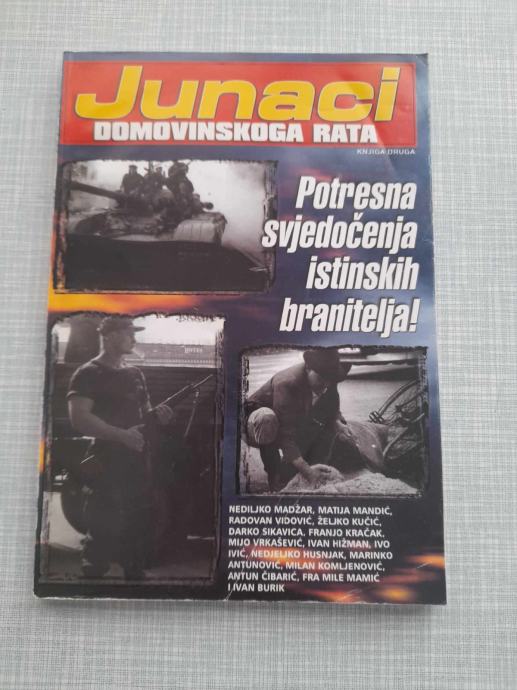 Junaci
DOMOVINSKOGA RATA
KNJIGA DRUGA
Potresna
svjedočenja
istinskih
branitelja!
NEDILJKO MADŽAR, MATIJA MANDIĆ,
RADOVAN VIDOVIĆ, ŽELJKO KUČIĆ,
DARKO SIKAVICA, FRANJO KRAČAK,
MIJO VRKAŠEVIĆ, IVAN HIŽMAN, IVO
IVIĆ, NEDJELJKO HUSNJAK, MARINKO
ANTUNOVIĆ, MILAN KOMLJENOVIĆ,
ANTUN ČIBARIĆ, FRA MILE MAMIĆ
I IVAN BURIK